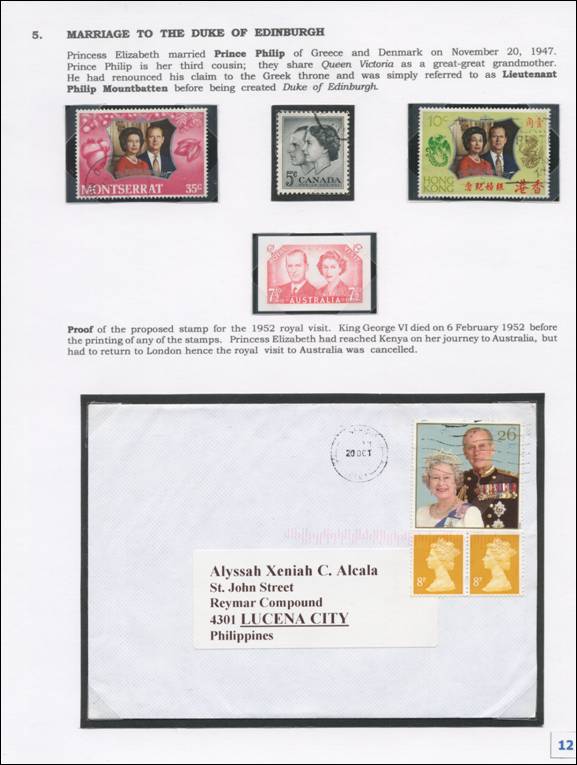 5. MARRIAGE TO THE DUKE OF EDINBURGH
Princess Elizabeth married Prince Philip of Greece and Denmark on November 20, 1947.
Prince Philip is her third cousin; they share Queen Victoria as a great-great grandmother.
He had renounced his claim to the Greek throne and was simply referred to as Lieutenant
Philip Mountbatten before being created Duke of Edinburgh.
MONTSERRAT 35c
5¢ CANADA
10c
HONG KONG
香港
7½ 7½
AUSTRALIA
Proof of the proposed stamp for the 1952 royal visit. King George VI died on 6 February 1952 before
the printing of any of the stamps. Princess Elizabeth had reached Kenya on her journey to Australia, but
had to return to London hence the royal visit to Australia was cancelled.
20 OCT
26
8P 8P
Alyssah Xeniah C. Alcala
St. John Street
Reymar Compound
4301 LUCENA CITY
Philippines
12